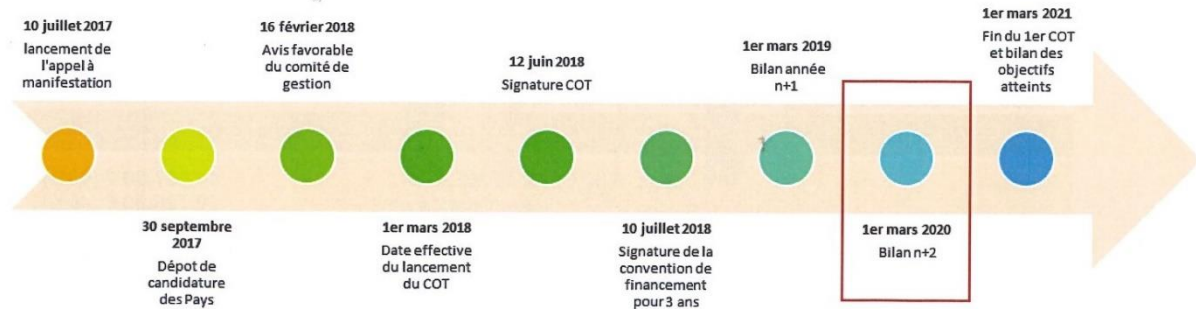 10 juillet 2017
lancement de
l'appel à
manifestation
30 septembre
2017
Dépot de
candidature
des Pays
16 février 2018
Avis favorable
du comité de
gestion
1er mars 2018
Date effective
du lancement
du COT
12 juin 2018
Signature COT
10 juillet 2018
Signature de la
convention de
financement
pour 3 ans
1er mars 2019
Bilan année
n+1
1er mars 2020
Bilan n+2
1er mars 2021
Fin du 1er COT
et bilan des
objectifs
atteints